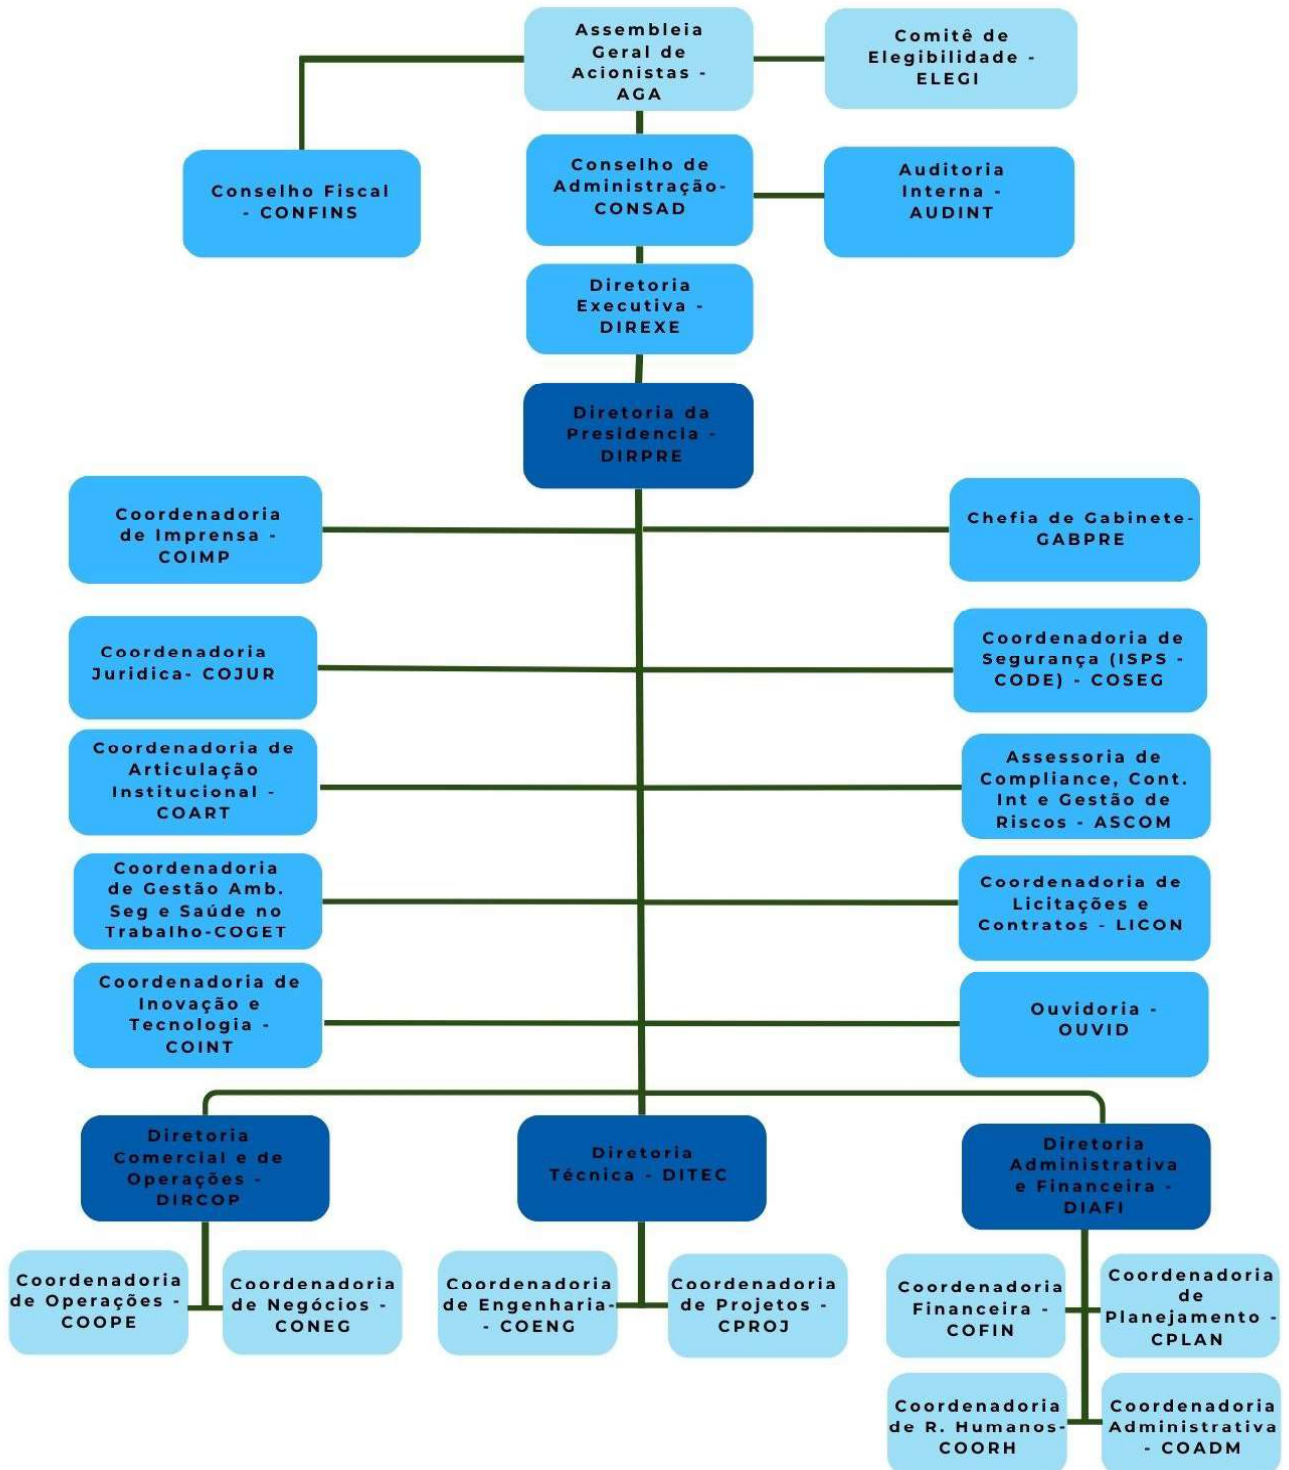 Assembleia
Geral de
Acionistas -
AGA
Comitê de
Elegibilidade -
ELEGI
Conselho Fiscal
- CONFINS
Conselho de
Administração-
CONSAD
Auditoria
Interna -
AUDINT
Diretoria
Executiva -
DIREXE
Diretoria da
Presidencia -
DIRPRE
Coordenadoria
de Imprensa -
COIMP
Chefia de Gabinete-
GABPRE
Coordenadoria
Juridica- COJUR
Coordenadoria de
Segurança (ISPS -
CODE) - COSEG
Coordenadoria de
Articulação
Institucional -
COART
Assessoria de
Compliance, Cont.
Int e Gestão de
Riscos - ASCOM
Coordenadoria
de Gestão Amb.
Seg e Saúde no
Trabalho-COGET
Coordenadoria de
Licitações e
Contratos - LICON
Coordenadoria de
Inovação e
Tecnologia -
COINT
Ouvidoria -
OUVID
Diretoria
Comercial e de
Operações -
DIRCOP
Diretoria
Técnica - DITEC
Diretoria
Administrativa
e Financeira -
DIAFI
Coordenadoria
de Operações -
COOPE
Coordenadoria
de Negócios -
CONEG
Coordenadoria
de Engenharia-
- COENG
Coordenadoria
de Projetos -
CPROJ
Coordenadoria
Financeira -
COFIN
Coordenadoria
de
Planejamento -
CPLAN
Coordenadoria
de R. Humanos-
COORH
Coordenadoria
Administrativa
- COADM